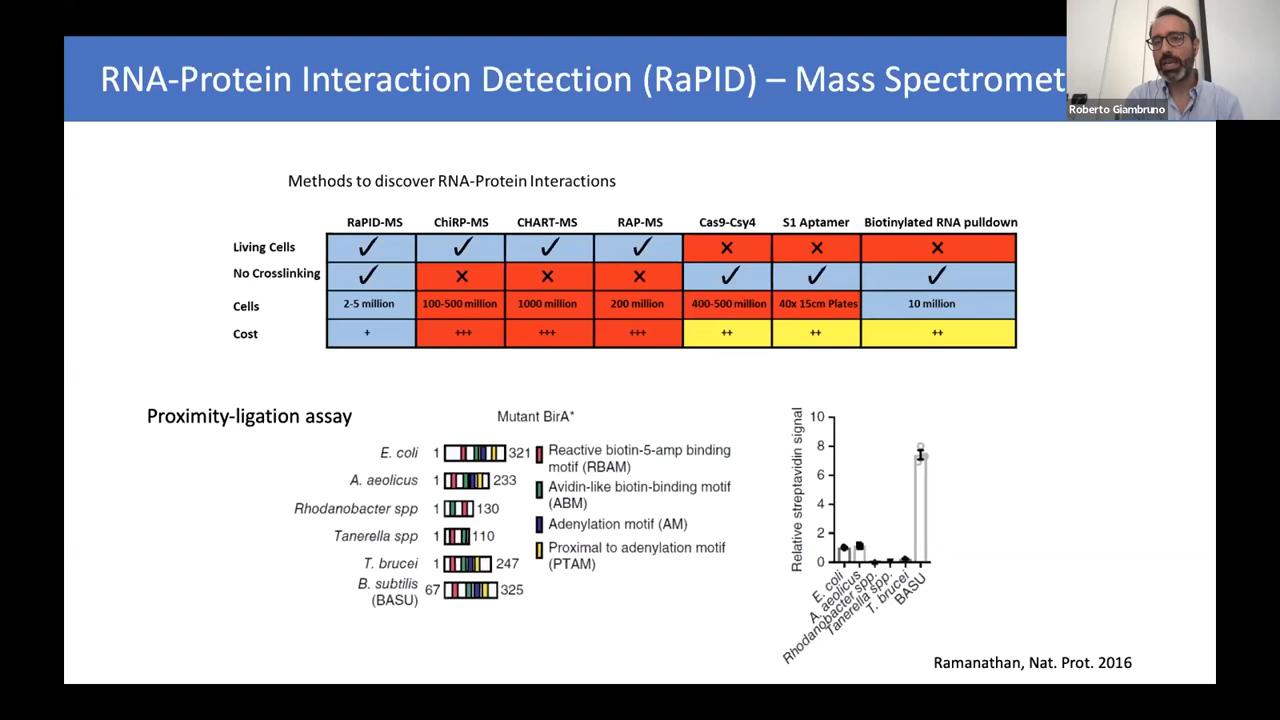 RNA-Protein Interaction Detection (RaPID) – Mass Spectromet
Roberto Giambruno
Methods to discover RNA-Protein Interactions
RaPID-MS ChiRP-MS CHART-MS RAP-MS Cas9-Csy4 S1 Aptamer Biotinylated RNA pulldown
Living Cells ✓ ✓ ✓ ✓ ✗ ✗ ✗
No Crosslinking ✓ ✗ ✗ ✗ ✓ ✓ ✓
Cells 2-5 million 100-500 million 1000 million 200 million 400-500 million 40x 15cm Plates 10 million
Cost + +++ +++ +++ ++ ++ ++
Proximity-ligation assay
Mutant BirA*
E. coli 1 321
A. aeolicus 1 233
Rhodanobacter spp 1 130
Tanerella spp 1 110
T. brucei 1 247
B. subtilis
(BASU) 67 325
Reactive biotin-5-amp binding
motif (RBAM)
Avidin-like biotin-binding motif
(ABM)
Adenylation motif (AM)
Proximal to adenylation motif
(PTAM)
Relative streptavidin signal
10
8
6
4
2
0
E. coli
A. aeolicus
Rhodanobacter spp.
Tanerella spp.
T. brucei
BASU
Ramanathan, Nat. Prot. 2016